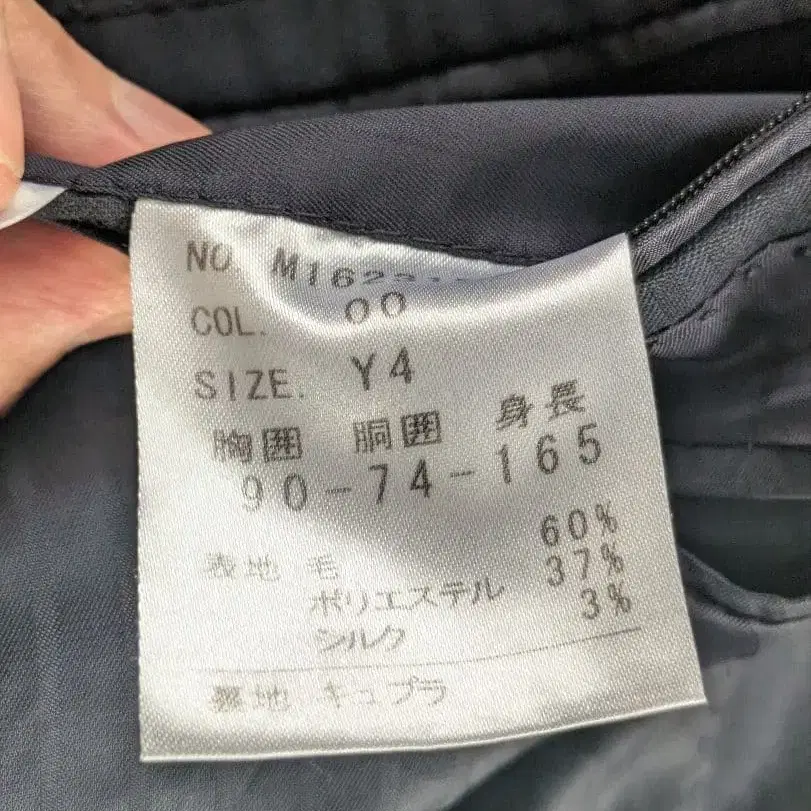 NO M162
COL. 00
SIZE. Y4
胸囲 胴囲 身長
90-74-165
表地 毛 60%
ポリエステル 37%
シルク 3%
裏地 キュプラ